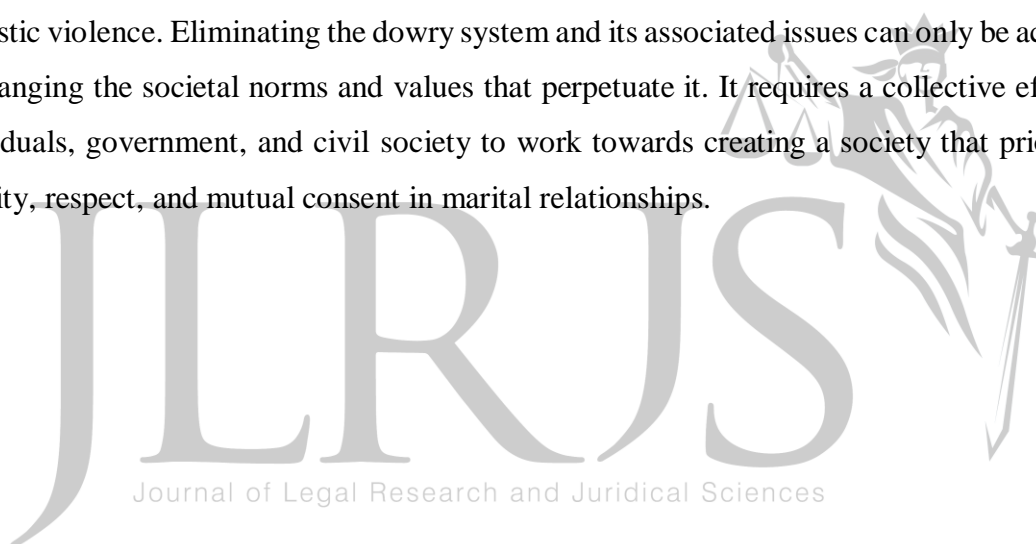 stic violence. Eliminating the dowry system and its associated issues can only be ac
anging the societal norms and values that perpetuate it. It requires a collective ef
duals, government, and civil society to work towards creating a society that pri
ity, respect, and mutual consent in marital relationships.
JLRJS
Journal of Legal Research and Juridical Sciences